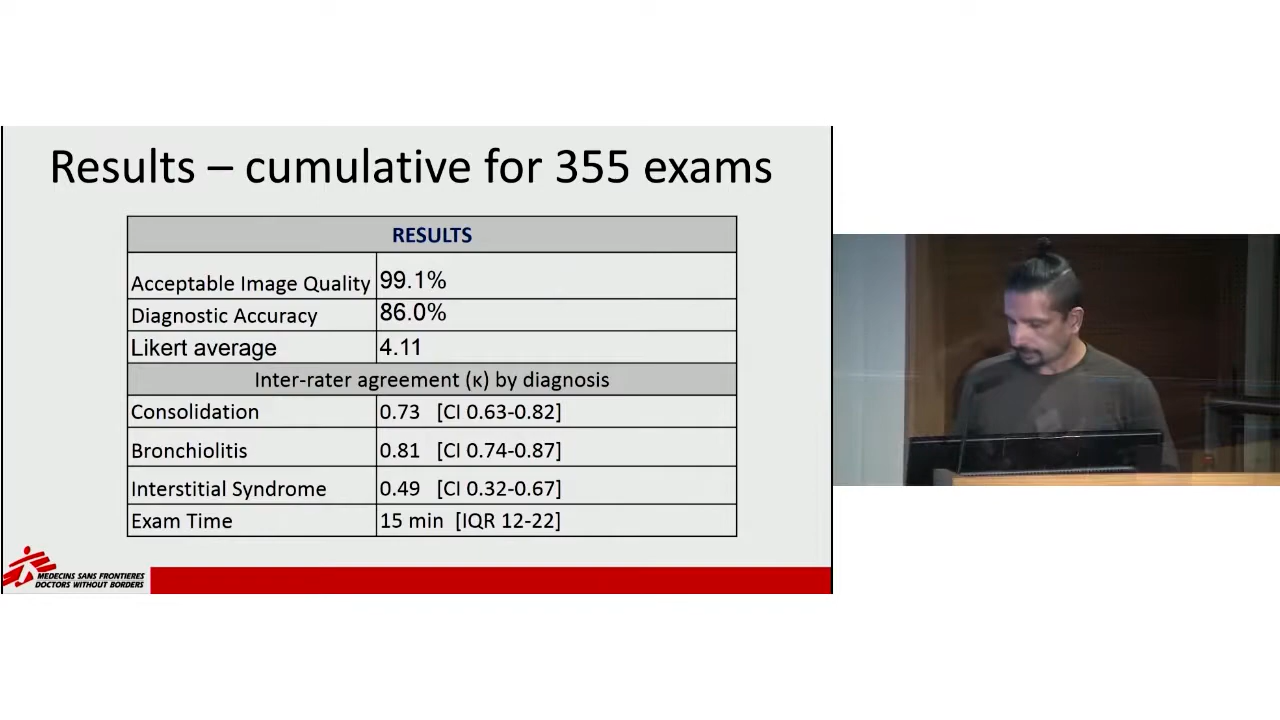 Results – cumulative for 355 exams
RESULTS
Acceptable Image Quality 99.1%
Diagnostic Accuracy 86.0%
Likert average 4.11
Inter-rater agreement (κ) by diagnosis
Consolidation 0.73 [CI 0.63-0.82]
Bronchiolitis 0.81 [CI 0.74-0.87]
Interstitial Syndrome 0.49 [CI 0.32-0.67]
Exam Time 15 min [IQR 12-22]
MEDECINS SANS FRONTIERES
DOCTORS WITHOUT BORDERS